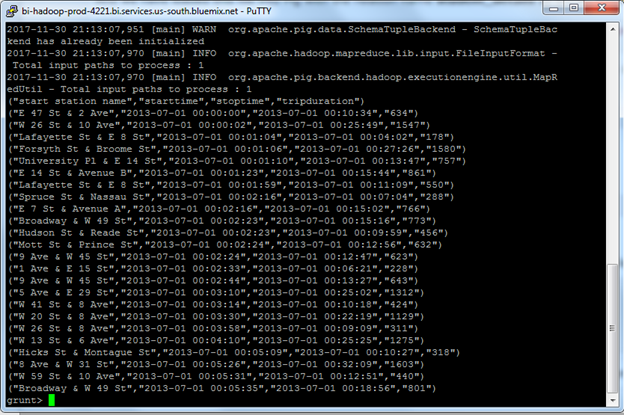 bi-hadoop-prod-4221.bi.services.us-south.bluemix.net - PuTTY
2017-11-30 21:13:07,951 [main] WARN  org.apache.pig.data.SchemaTupleBackend - SchemaTupleBac
kend has already been initialized
2017-11-30 21:13:07,970 [main] INFO  org.apache.hadoop.mapreduce.lib.input.FileInputFormat -
 Total input paths to process : 1
2017-11-30 21:13:07,970 [main] INFO  org.apache.pig.backend.hadoop.executionengine.util.MapR
edUtil - Total input paths to process : 1
("start station name","starttime","stoptime","tripduration")
("E 47 St & 2 Ave","2013-07-01 00:00:00","2013-07-01 00:10:34","634")
("W 26 St & 10 Ave","2013-07-01 00:00:02","2013-07-01 00:25:49","1547")
("Lafayette St & E 8 St","2013-07-01 00:01:04","2013-07-01 00:04:02","178")
("Forsyth St & Broome St","2013-07-01 00:01:06","2013-07-01 00:27:26","1580")
("University Pl & E 14 St","2013-07-01 00:01:10","2013-07-01 00:13:47","757")
("E 14 St & Avenue B","2013-07-01 00:01:23","2013-07-01 00:15:44","861")
("Lafayette St & E 8 St","2013-07-01 00:01:59","2013-07-01 00:11:09","550")
("Spruce St & Nassau St","2013-07-01 00:02:16","2013-07-01 00:07:04","288")
("E 7 St & Avenue A","2013-07-01 00:02:16","2013-07-01 00:15:02","766")
("Broadway & W 49 St","2013-07-01 00:02:23","2013-07-01 00:15:16","773")
("Hudson St & Reade St","2013-07-01 00:02:23","2013-07-01 00:09:59","456")
("Mott St & Prince St","2013-07-01 00:02:24","2013-07-01 00:12:56","632")
("9 Ave & W 45 St","2013-07-01 00:02:24","2013-07-01 00:12:47","623")
("1 Ave & E 15 St","2013-07-01 00:02:33","2013-07-01 00:06:21","228")
("9 Ave & W 45 St","2013-07-01 00:02:44","2013-07-01 00:13:27","643")
("5 Ave & E 29 St","2013-07-01 00:03:10","2013-07-01 00:25:02","1312")
("W 41 St & 8 Ave","2013-07-01 00:03:14","2013-07-01 00:10:18","424")
("W 20 St & 8 Ave","2013-07-01 00:03:30","2013-07-01 00:22:19","1129")
("W 26 St & 8 Ave","2013-07-01 00:03:58","2013-07-01 00:09:09","311")
("W 13 St & 6 Ave","2013-07-01 00:04:10","2013-07-01 00:25:25","1275")
("Hicks St & Montague St","2013-07-01 00:05:09","2013-07-01 00:10:27","318")
("8 Ave & W 31 St","2013-07-01 00:05:26","2013-07-01 00:32:09","1603")
("W 59 St & 10 Ave","2013-07-01 00:05:31","2013-07-01 00:12:51","440")
("Broadway & W 49 St","2013-07-01 00:05:35","2013-07-01 00:18:56","801")
grunt>